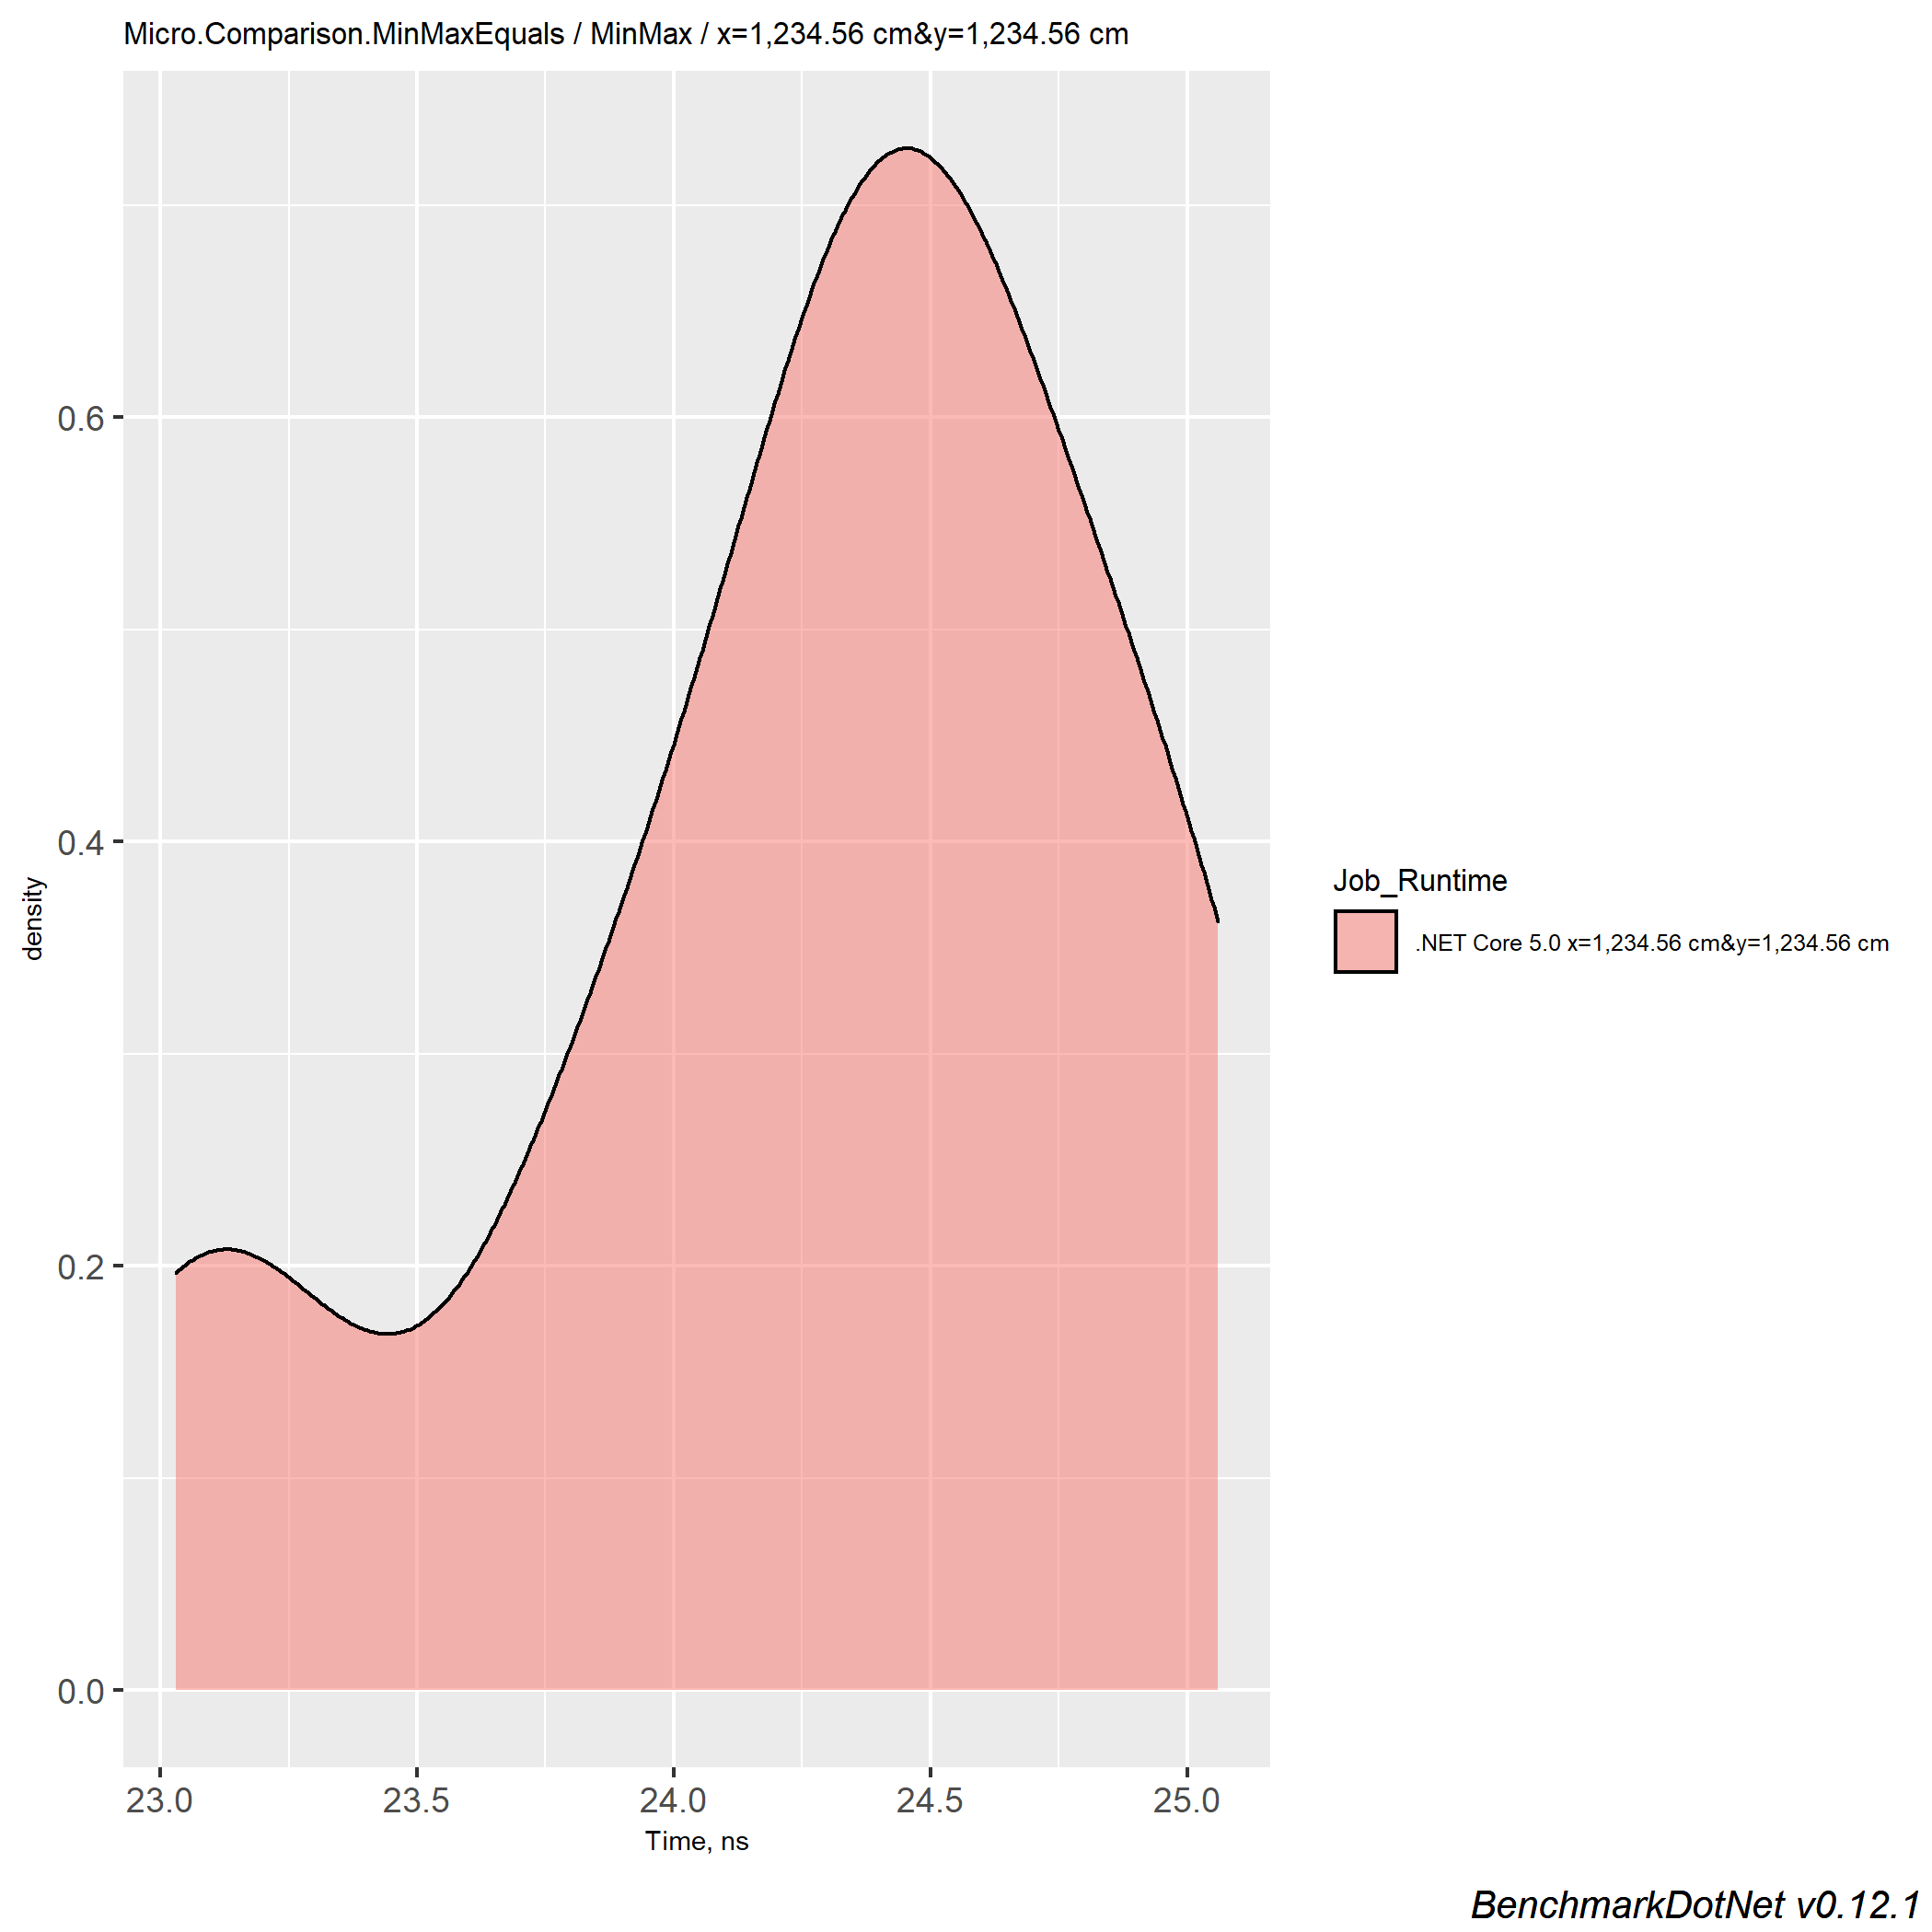 Micro.Comparison.MinMaxEquals / MinMax / x=1,234.56 cm&y=1,234.56 cm
0.6
0.4
0.2
0.0
density
23.0 23.5 24.0 24.5 25.0
Time, ns
Job_Runtime
.NET Core 5.0 x=1,234.56 cm&y=1,234.56 cm
BenchmarkDotNet v0.12.1